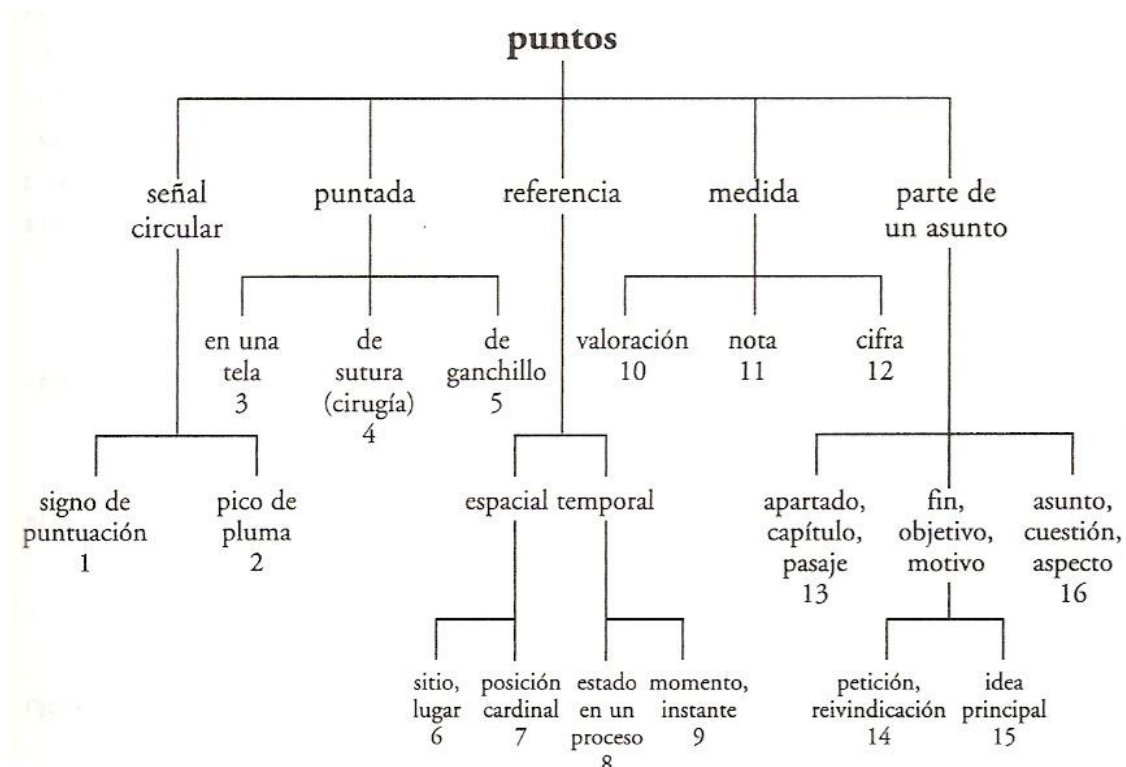 puntos
señal
circular
puntada
referencia
medida
parte de
un asunto
en una
tela
3
de
sutura
(cirugía)
4
de
ganchillo
5
valoración
10
nota
11
cifra
12
signo de
puntuación
1
pico de
pluma
2
espacial temporal
apartado,
capítulo,
pasaje
13
fin,
objetivo,
motivo
asunto,
cuestión,
aspecto
16
sitio,
lugar
6
posición
cardinal
7
estado
en un
proceso
8
momento,
instante
9
petición,
reivindicación
14
idea
principal
15